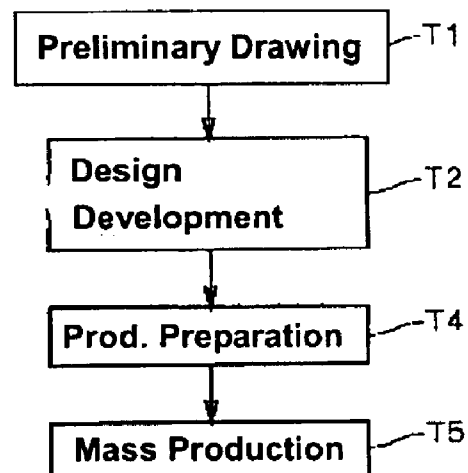 Preliminary Drawing T1
Design
Development T2
Prod. Preparation T4
Mass Production T5